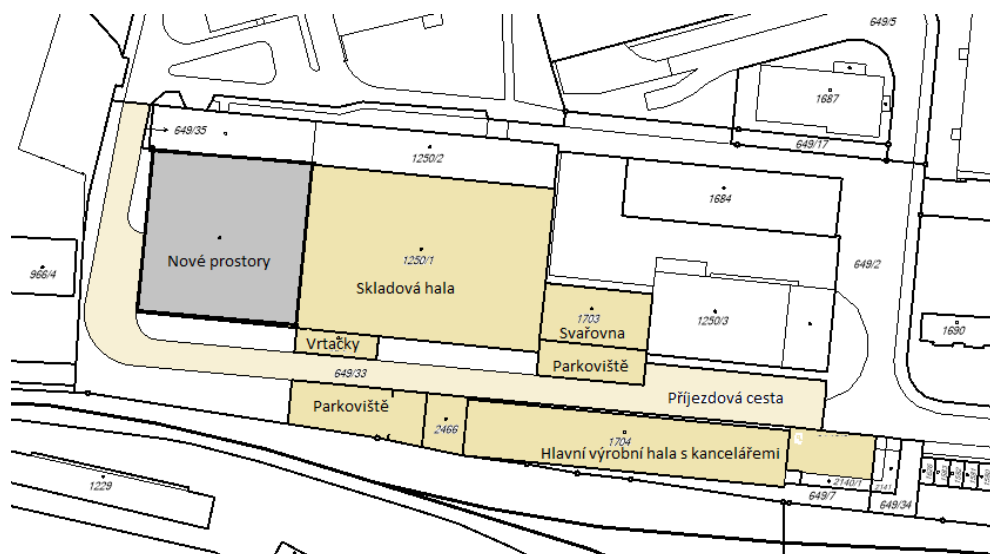 649/5
1687
649/35
649/17
1250/2
1684
Nové prostory
1250/1
649/2
966/4
Skladová hala
1703
1250/3
Svařovna
1690
Vrtačky
Parkoviště
649/33
Příjezdová cesta
Parkoviště
2466
1704
Hlavní výrobní hala s kancelářemi
1229
2140/1
2141
649/7
649/34